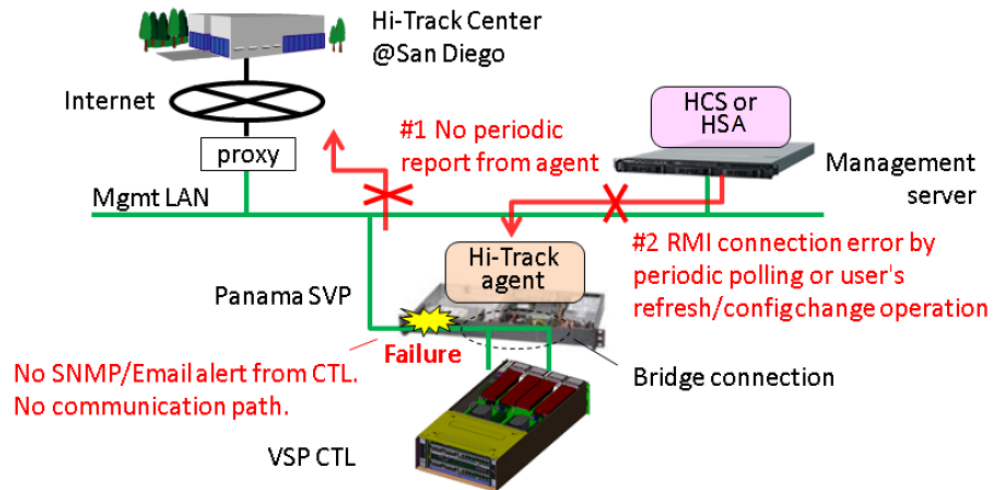 Hi-Track Center
@San Diego
Internet
proxy
Mgmt LAN
#1 No periodic
report from agent
HCS or
HSA
Management
server
#2 RMI connection error by
periodic polling or user's
refresh/configchange operation
Hi-Track
agent
Panama SVP
Failure
No SNMP/Email alert from CTL.
No communication path.
Bridge connection
VSP CTL